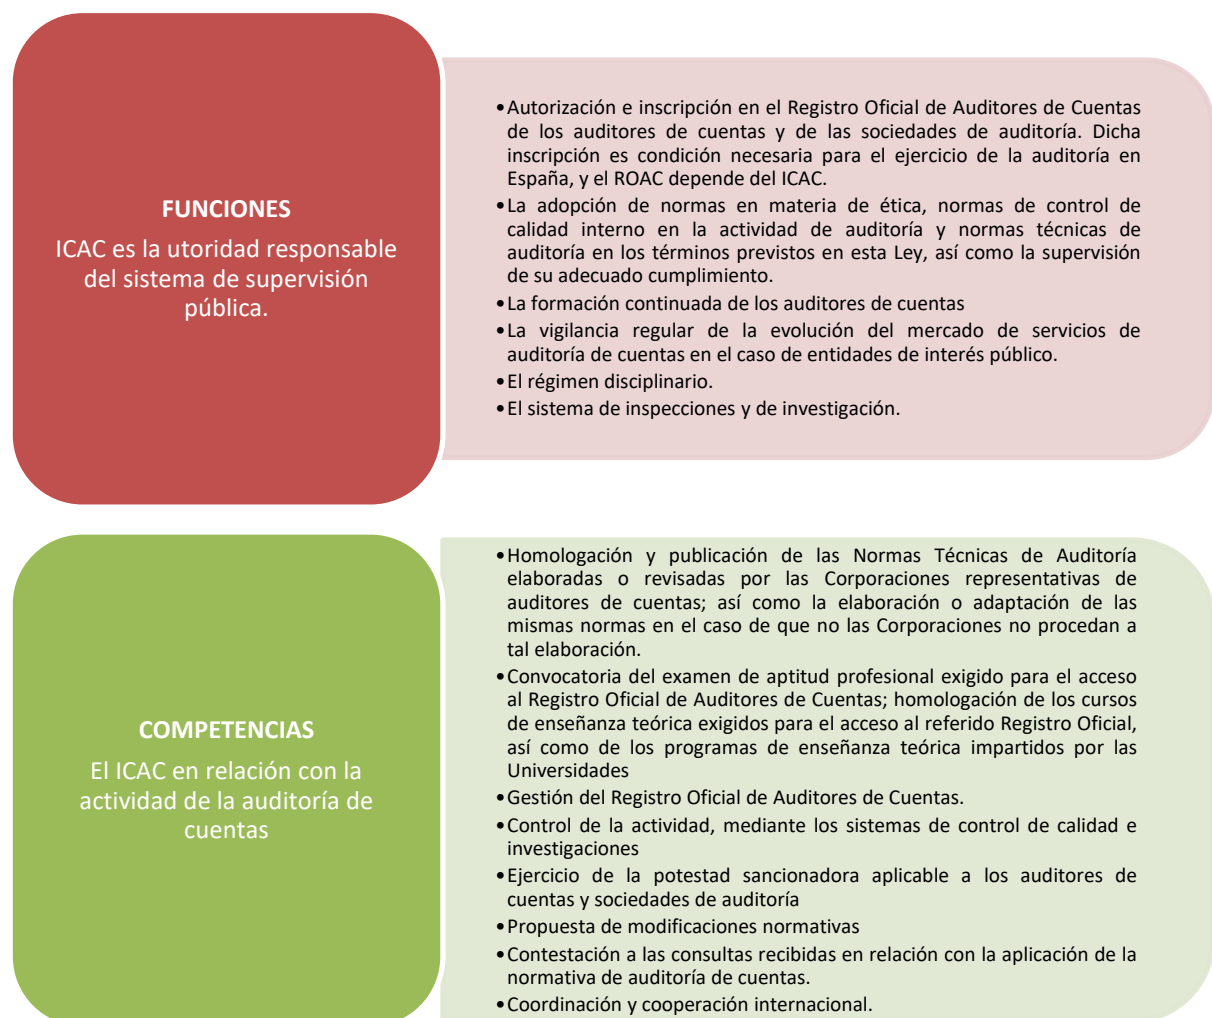 FUNCIONES
ICAC es la utoridad responsable
del sistema de supervisión
pública.
•Autorización e inscripción en el Registro Oficial de Auditores de Cuentas
de los auditores de cuentas y de las sociedades de auditoría. Dicha
inscripción es condición necesaria para el ejercicio de la auditoría en
España, y el ROAC depende del ICAC.
•La adopción de normas en materia de ética, normas de control de
calidad interno en la actividad de auditoría y normas técnicas de
auditoría en los términos previstos en esta Ley, así como la supervisión
de su adecuado cumplimiento.
•La formación continuada de los auditores de cuentas
•La vigilancia regular de la evolución del mercado de servicios de
auditoría de cuentas en el caso de entidades de interés público.
•El régimen disciplinario.
•El sistema de inspecciones y de investigación.
COMPETENCIAS
El ICAC en relación con la
actividad de la auditoría de
cuentas
•Homologación y publicación de las Normas Técnicas de Auditoría
elaboradas o revisadas por las Corporaciones representativas de
auditores de cuentas; así como la elaboración o adaptación de las
mismas normas en el caso de que no las Corporaciones no procedan a
tal elaboración.
•Convocatoria del examen de aptitud profesional exigido para el acceso
al Registro Oficial de Auditores de Cuentas; homologación de los cursos
de enseñanza teórica exigidos para el acceso al referido Registro Oficial,
así como de los programas de enseñanza teórica impartidos por las
Universidades
•Gestión del Registro Oficial de Auditores de Cuentas.
•Control de la actividad, mediante los sistemas de control de calidad e
investigaciones
•Ejercicio de la potestad sancionadora aplicable a los auditores de
cuentas y sociedades de auditoría
•Propuesta de modificaciones normativas
•Contestación a las consultas recibidas en relación con la aplicación de la
normativa de auditoría de cuentas.
•Coordinación y cooperación internacional.